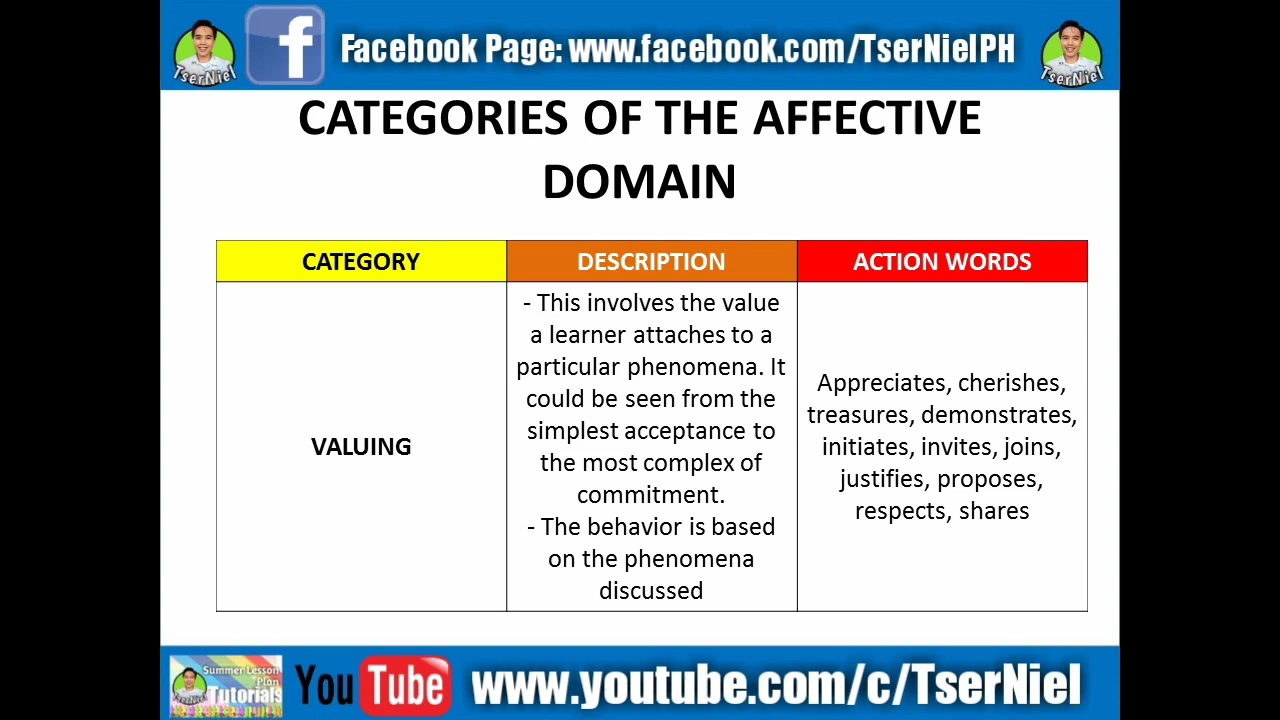 TserNiel
f
Facebook Page: www.facebook.com/TserNielPH
TserNiel
CATEGORIES OF THE AFFECTIVE
DOMAIN
CATEGORY
DESCRIPTION
ACTION WORDS
VALUING
- This involves the value
a learner attaches to a
particular phenomena. It
could be seen from the
simplest acceptance to
the most complex of
commitment.
- The behavior is based
on the phenomena
discussed
Appreciates, cherishes,
treasures, demonstrates,
initiates, invites, joins,
justifies, proposes,
respects, shares
Summer Lesson
Plan
Tutorials
YouTube
www.youtube.com/c/TserNiel